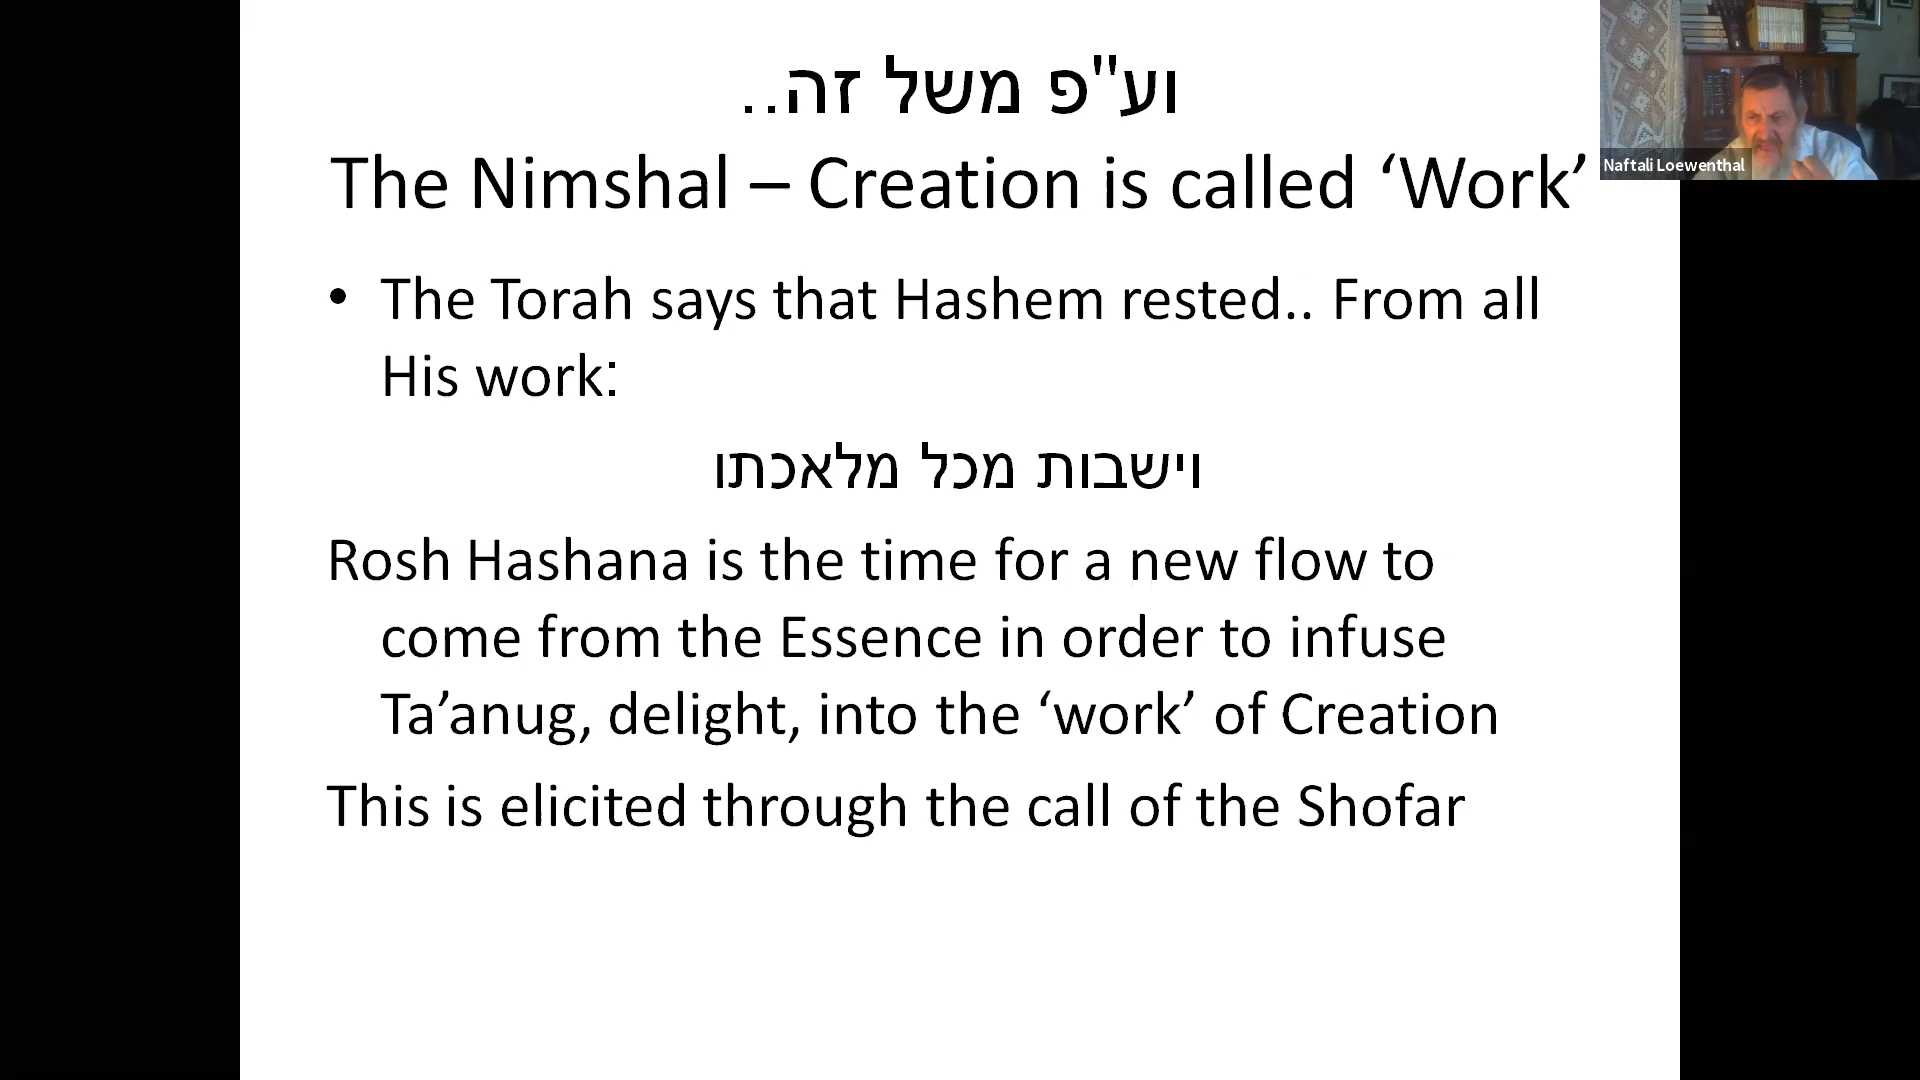 וע"פ משל זה..
The Nimshal – Creation is called ‘Work’
Naftali Loewenthal
• The Torah says that Hashem rested.. From all
His work:
וישבות מכל מלאכתו
Rosh Hashana is the time for a new flow to
come from the Essence in order to infuse
Ta’anug, delight, into the ‘work’ of Creation
This is elicited through the call of the Shofar